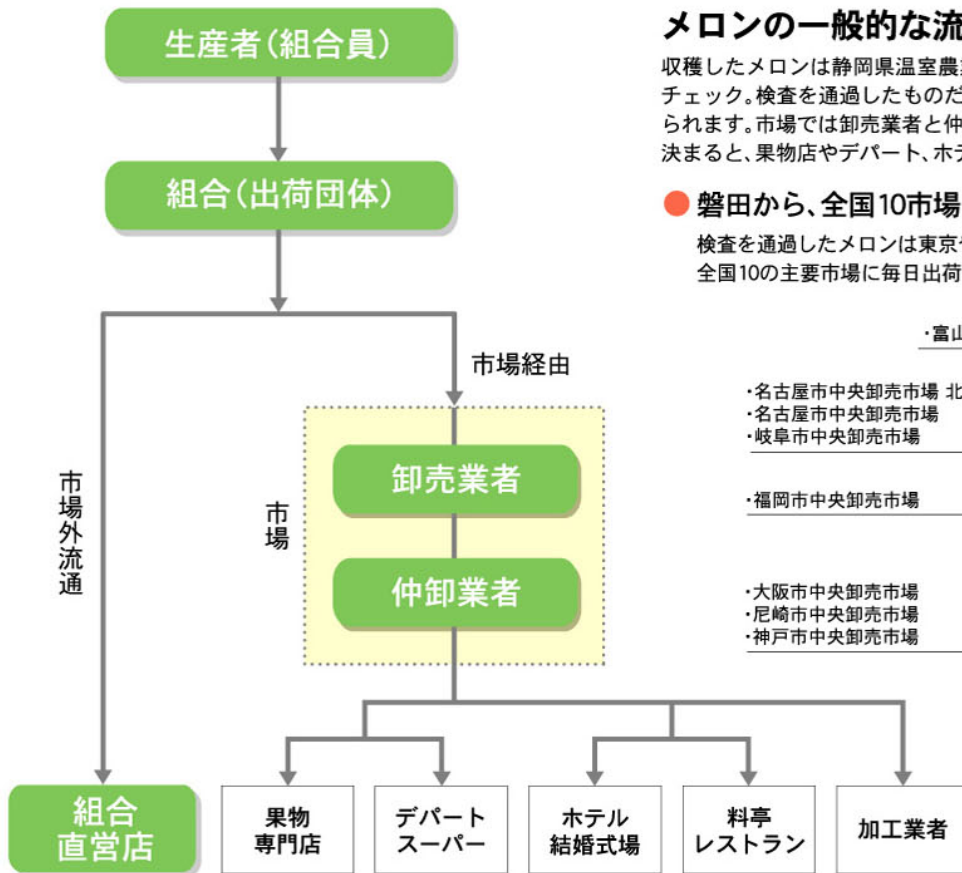 生産者(組合員)
組合(出荷団体)
市場経由
市場外流通
市場
卸売業者
仲卸業者
組合
直営店
果物
専門店
デパート
スーパー
ホテル
結婚式場
料亭
レストラン
加工業者
メロンの一般的な流
収穫したメロンは静岡県温室農
チェック。検査を通過したものだ
られます。市場では卸売業者と仲
決まると、果物店やデパート、ホテ
● 磐田から、全国10市場
検査を通過したメロンは東京
全国10の主要市場に毎日出荷
・富山
・名古屋市中央卸売市場 北
・名古屋市中央卸売市場
・岐阜市中央卸売市場
・福岡市中央卸売市場
・大阪市中央卸売市場
・尼崎市中央卸売市場
・神戸市中央卸売市場